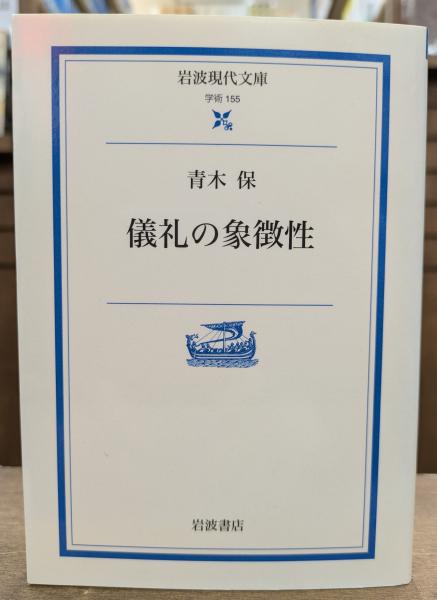 岩波現代文庫
学術 155
青木 保
儀礼の象徴性
岩波書店